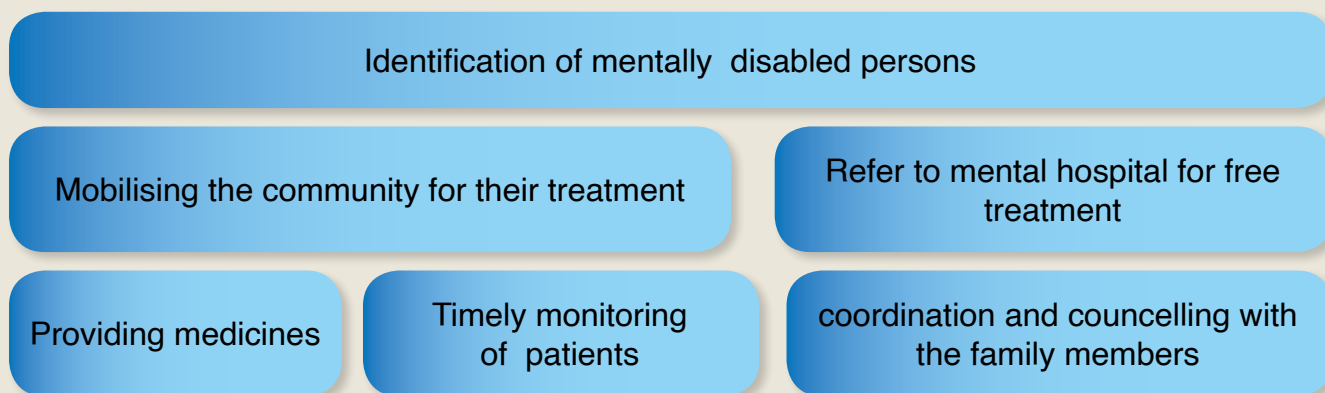 Identification of mentally  disabled persons
Mobilising the community for their treatment
Refer to mental hospital for free
treatment
Providing medicines
Timely monitoring
of  patients
coordination and councelling with
the family members